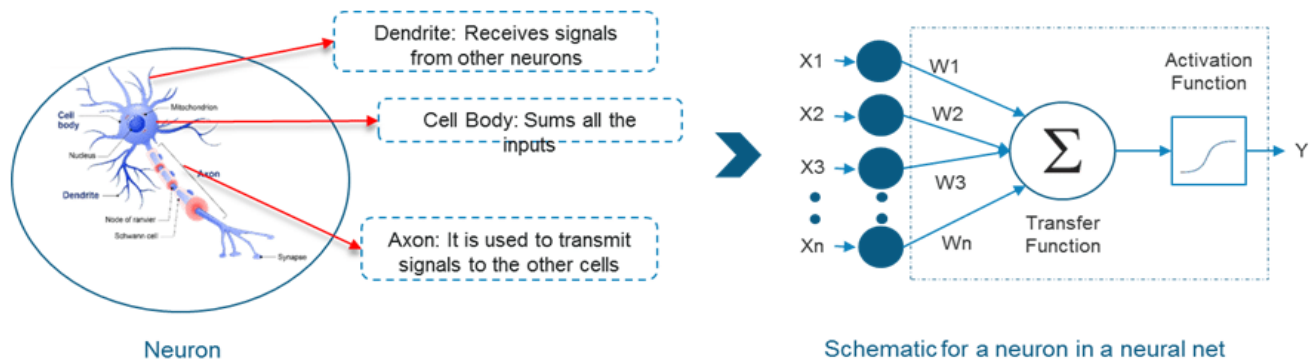 Dendrite: Receives signals
from other neurons
Mitochondrion
Cell
body
Nucleus
Cell Body: Sums all the
inputs
Axon
Dendrite
Node of ranvier
Schwann cell
Synapse
Axon: It is used to transmit
signals to the other cells
Neuron
X1
X2
X3
Xn
W1
W2
W3
Wn
Σ
Transfer
Function
Activation
Function
Y
Schematic for a neuron in a neural net